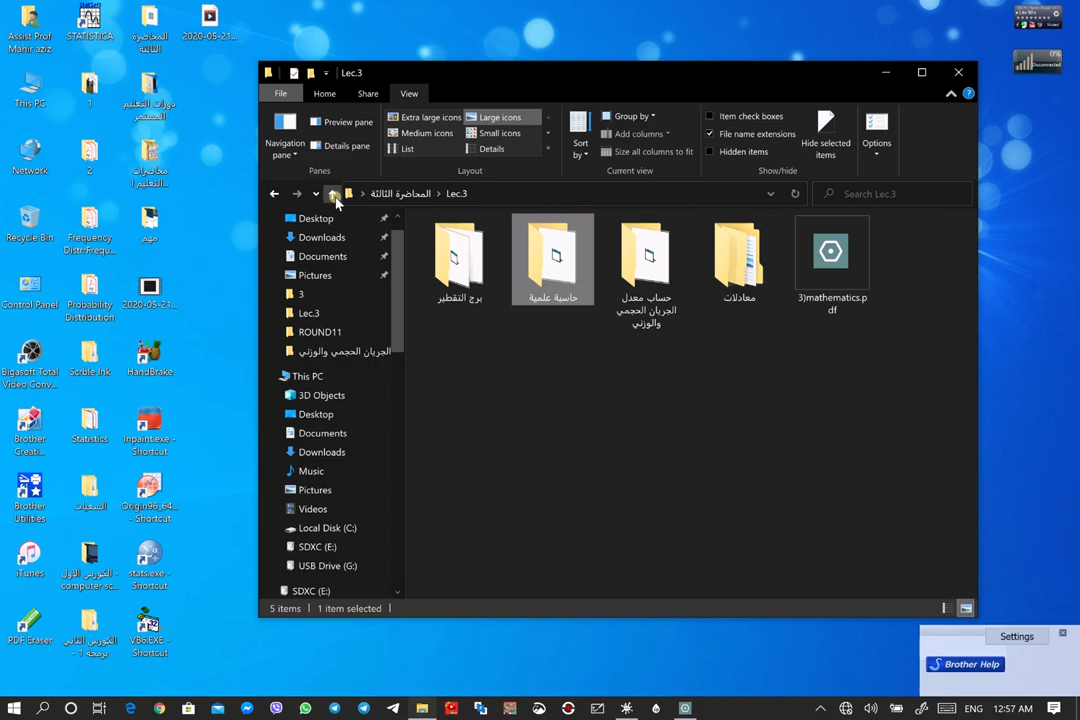 Assist Prof
Mahir aziz
STATISTICA
المحاضرة
الثالثة
2020-05-21...
This PC
1
دورات التعليم
المستمر
Network
2
محاضرات
التعليم ا...
Recycle Bin
Frequency
Distr؛Frequ...
مهم
Control Panel
Probability
Distribution
2020-05-21...
Bigasoft Total
Video Conv...
Scrble Ink
HandBrake
Brother
Creati...
Statistics
Inpaint.exe -
Shortcut
Brother
Utilities
السعيات
Origin96_64...
- Shortcut
iTunes
الكورس الاول -
computer sc...
stats.exe -
Shortcut
PDF Eraser
الكورس الثاني
برمجة 1 -
VB6.EXE -
Shortcut
Lec.3
File
Home
Share
View
Navigation
pane
Preview pane
Details pane
Panes
Extra large icons
Large icons
Medium icons
Small icons
List
Details
Layout
Sort
by
Group by
Add columns
Size all columns to fit
Current view
Item check boxes
File name extensions
Hidden items
Hide selected
items
Show/hide
Options
المحاضرة الثالثة
Lec.3
Search Lec.3
Desktop
Downloads
Documents
Pictures
3
Lec.3
ROUND11
الجريان الحجمي والوزني
This PC
3D Objects
Desktop
Documents
Downloads
Music
Pictures
Videos
Local Disk (C:)
SDXC (E:)
USB Drive (G:)
SDXC (E:)
برج التقطير
حاسبة علمية
حساب معدل
الجريان الحجمي
والوزني
معادلات
3)mathematics.p
df
5 items
1 item selected
0%
Disconnected
Settings
Brother Help
12:57 AM